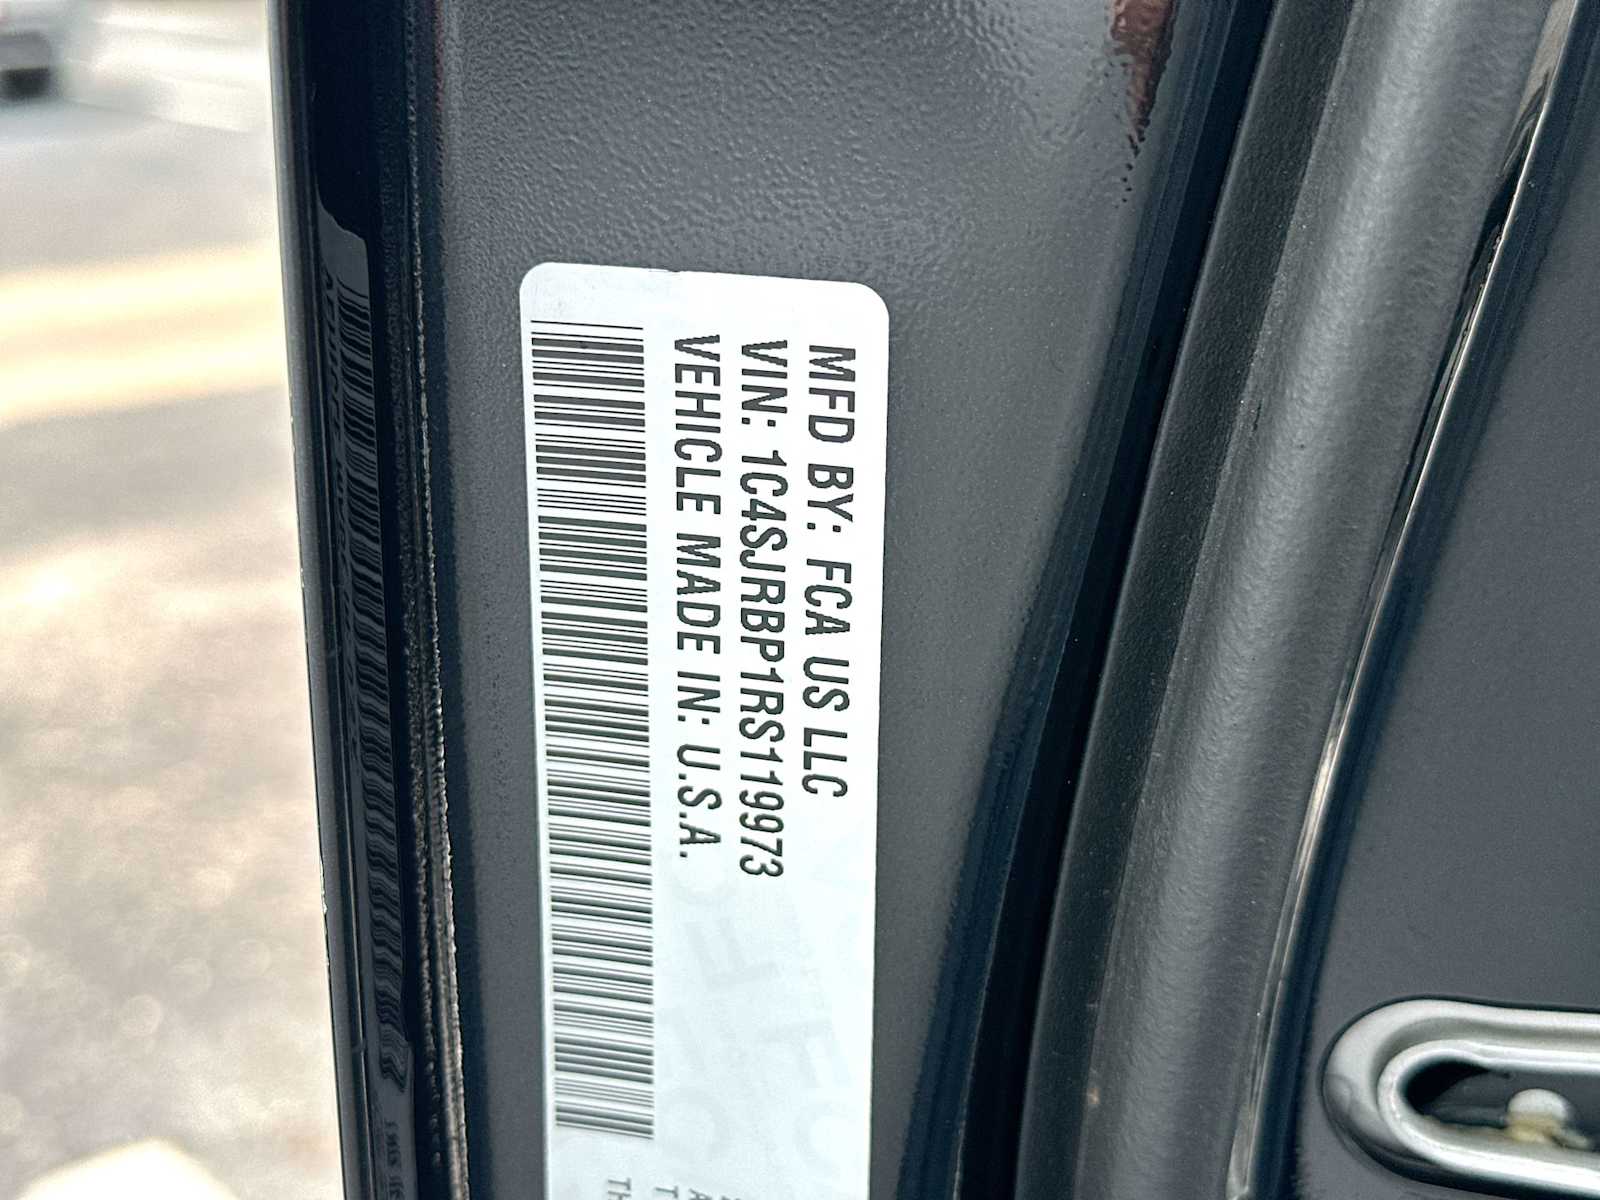 MFD BY: FCA US LLC
VIN: 1C4SJRBP1RS119973
VEHICLE MADE IN: U.S.A.